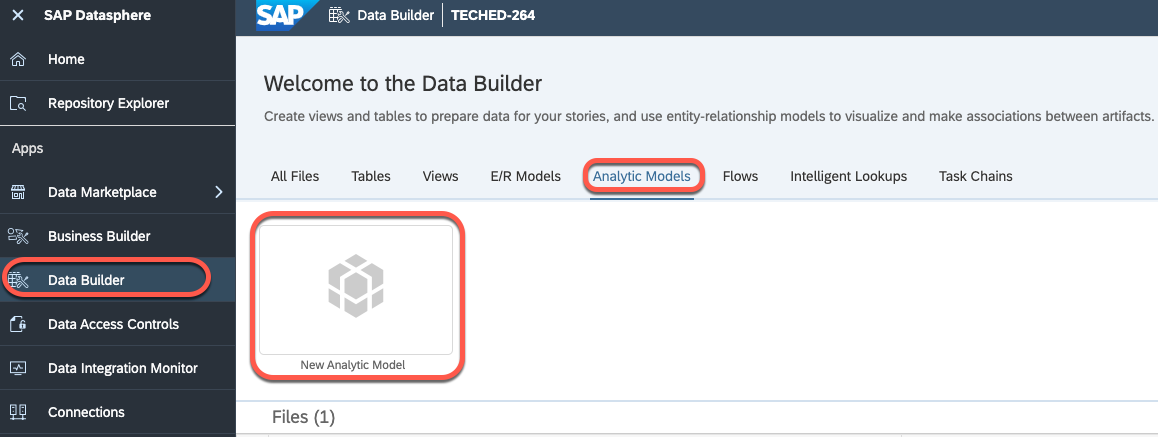 SAP Datasphere
SAP
Data Builder
TECHED-264
Home
Repository Explorer
Apps
Data Marketplace
Business Builder
Data Builder
Data Access Controls
Data Integration Monitor
Connections
Welcome to the Data Builder
Create views and tables to prepare data for your stories, and use entity-relationship models to visualize and make associations between artifacts.
All Files Tables Views E/R Models Analytic Models Flows Intelligent Lookups Task Chains
New Analytic Model
Files (1)